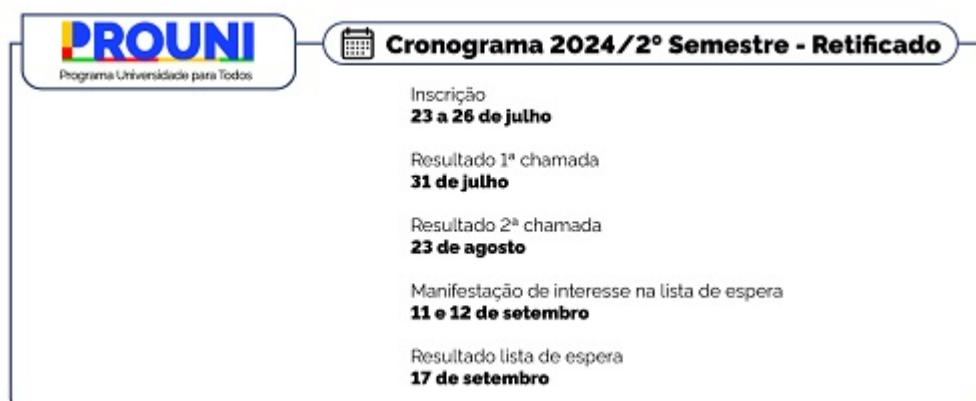 PROUNI
Programa Universidade para Todos
Cronograma 2024/2º Semestre - Retificado
Inscrição
23 a 26 de julho
Resultado 1ª chamada
31 de julho
Resultado 2ª chamada
23 de agosto
Manifestação de interesse na lista de espera
11 e 12 de setembro
Resultado lista de espera
17 de setembro